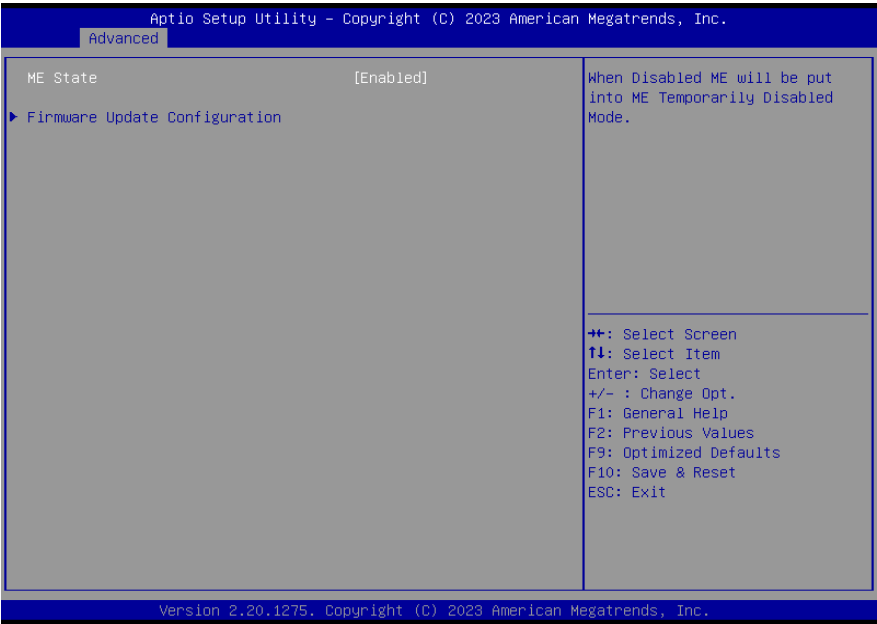 Aptio Setup Utility – Copyright (C) 2023 American Megatrends, Inc.
Advanced
ME State [Enabled]
Firmware Update Configuration
When Disabled ME will be put
into ME Temporarily Disabled
Mode.
→←: Select Screen
↑↓: Select Item
Enter: Select
+/- : Change Opt.
F1: General Help
F2: Previous Values
F9: Optimized Defaults
F10: Save & Reset
ESC: Exit
Version 2.20.1275. Copyright (C) 2023 American Megatrends, Inc.